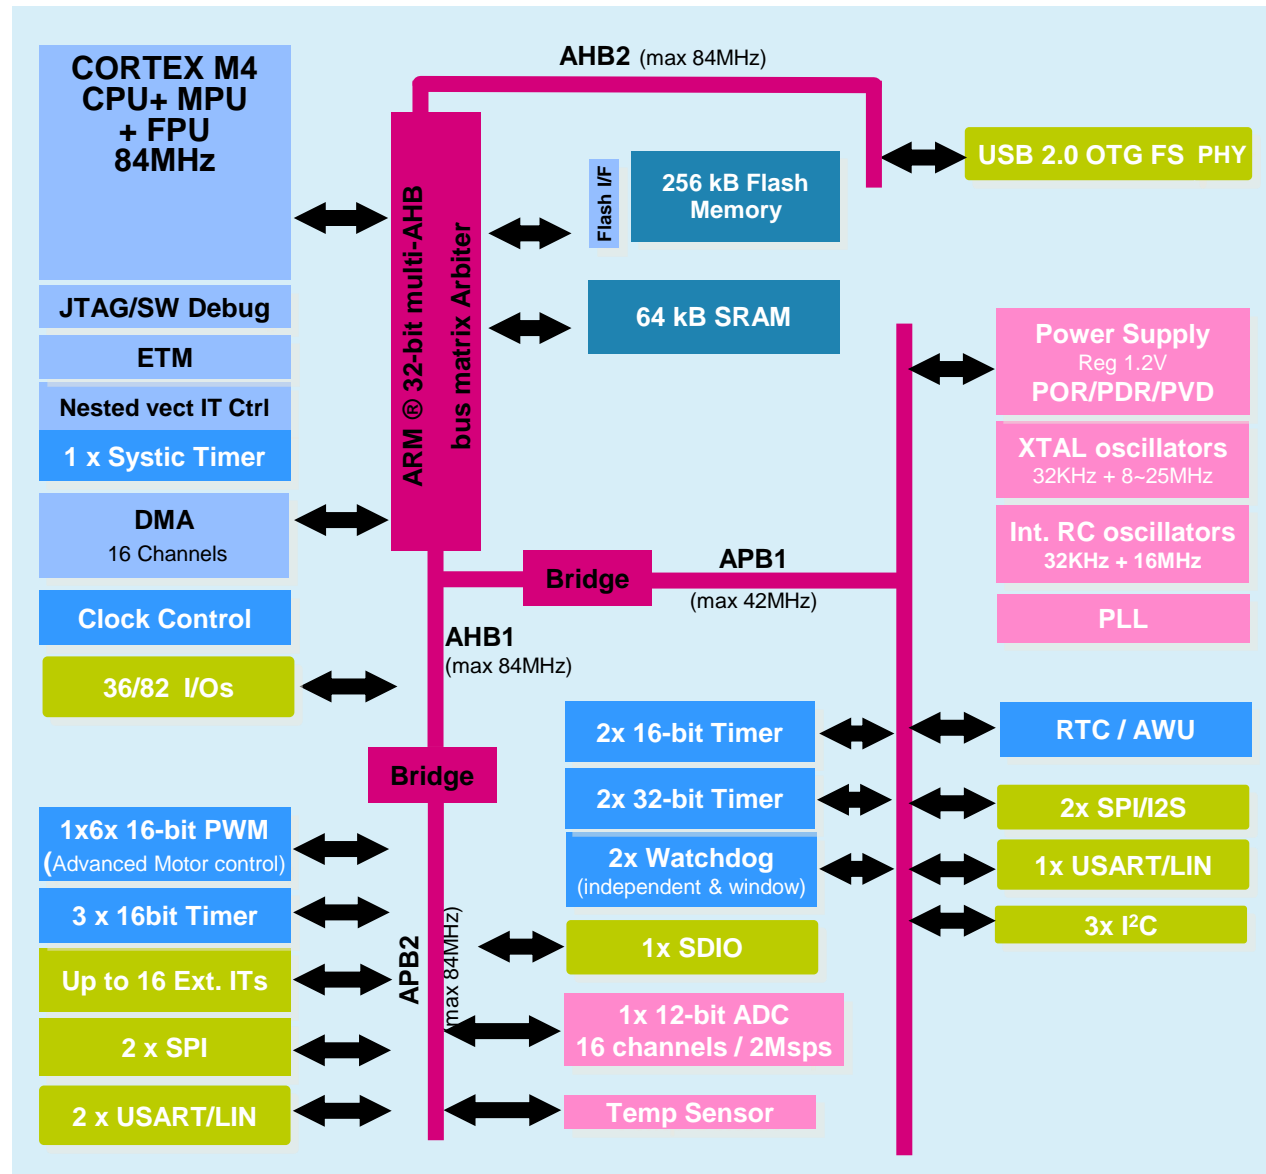 AHB2 (max 84MHz)
CORTEX M4
CPU+ MPU
+ FPU
84MHz
JTAG/SW Debug
ETM
Nested vect IT Ctrl
1 x Systic Timer
DMA
16 Channels
Clock Control
36/82 I/Os
ARM ® 32-bit multi-AHB
bus matrix Arbiter
Flash I/F
256 kB Flash
Memory
64 kB SRAM
USB 2.0 OTG FS PHY
Power Supply
Reg 1.2V
POR/PDR/PVD
XTAL oscillators
32KHz + 8~25MHz
Int. RC oscillators
32KHz + 16MHz
PLL
Bridge
APB1
(max 42MHz)
AHB1
(max 84MHz)
Bridge
1x6x 16-bit PWM
(Advanced Motor control)
3 x 16bit Timer
Up to 16 Ext. ITs
2 x SPI
2 x USART/LIN
APB2
(max 84MHz)
2x 16-bit Timer
2x 32-bit Timer
2x Watchdog
(independent & window)
1x SDIO
1x 12-bit ADC
16 channels / 2Msps
Temp Sensor
RTC / AWU
2x SPI/I2S
1x USART/LIN
3x I²C